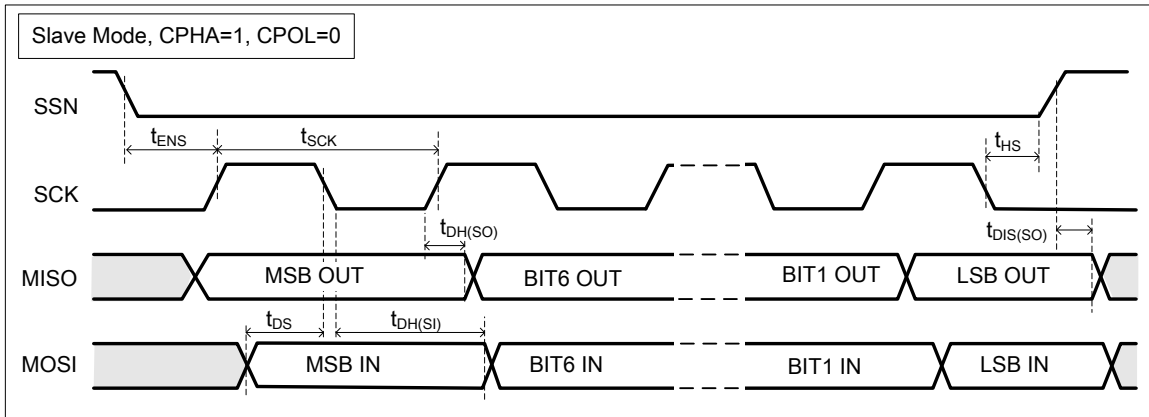 Slave Mode, CPHA=1, CPOL=0
SSN
tENS
tSCK
tHS
SCK
tDH(SO)
tDIS(SO)
MISO
MSB OUT
BIT6 OUT
BIT1 OUT
LSB OUT
tDS
tDH(SI)
MOSI
MSB IN
BIT6 IN
BIT1 IN
LSB IN